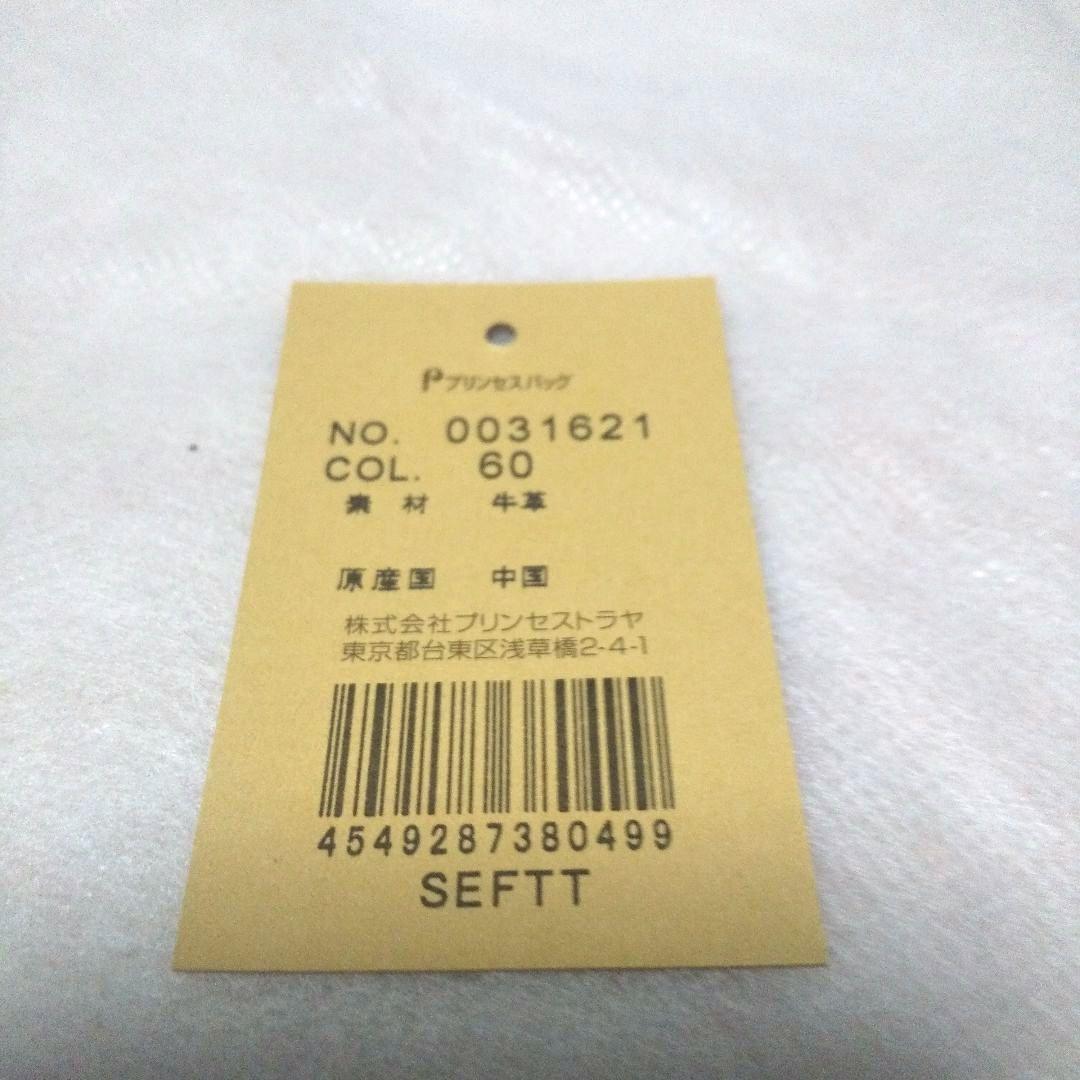 P プリンセスバッグ
NO. 0031621
COL. 60
素材 牛革
原産国 中国
株式会社プリンセストラヤ
東京都台東区浅草橋2-4-1
4549287380499
SEFTT